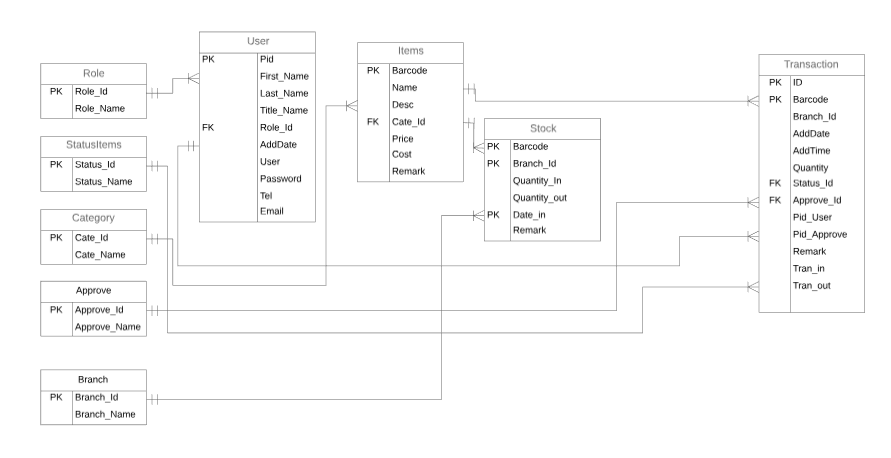 Role
PK Role_Id
Role_Name
StatusItems
PK Status_Id
Status_Name
Category
PK Cate_Id
Cate_Name
Approve
PK Approve_Id
Approve_Name
Branch
PK Branch_Id
Branch_Name
User
PK Pid
First_Name
Last_Name
Title_Name
FK Role_Id
AddDate
User
Password
Tel
Email
Items
PK Barcode
Name
Desc
FK Cate_Id
Price
Cost
Remark
Stock
PK Barcode
PK Branch_Id
Quantity_In
Quantity_out
PK Date_in
Remark
Transaction
PK ID
PK Barcode
Branch_Id
AddDate
AddTime
Quantity
FK Status_Id
FK Approve_Id
Pid_User
Pid_Approve
Remark
Tran_in
Tran_out